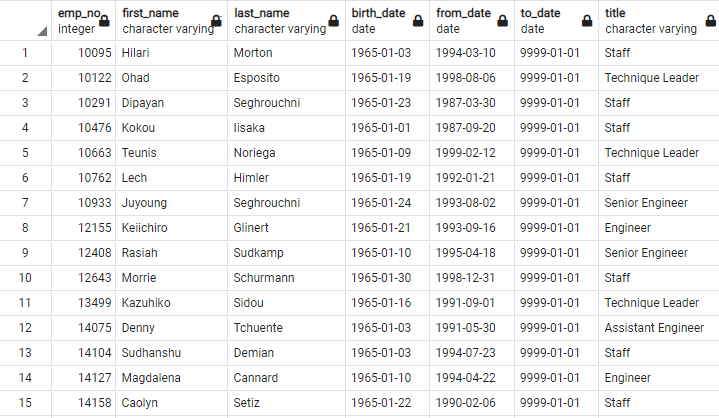 emp_no first_name last_name birth_date from_date to_date title
integer character varying character varying date date date character varying
1 10095 Hilari Morton 1965-01-03 1994-03-10 9999-01-01 Staff
2 10122 Ohad Esposito 1965-01-19 1998-08-06 9999-01-01 Technique Leader
3 10291 Dipayan Seghrouchni 1965-01-23 1987-03-30 9999-01-01 Staff
4 10476 Kokou Iisaka 1965-01-01 1987-09-20 9999-01-01 Staff
5 10663 Teunis Noriega 1965-01-09 1999-02-12 9999-01-01 Technique Leader
6 10762 Lech Himler 1965-01-19 1992-01-21 9999-01-01 Staff
7 10933 Juyoung Seghrouchni 1965-01-24 1993-08-02 9999-01-01 Senior Engineer
8 12155 Keiichiro Glinert 1965-01-21 1993-09-16 9999-01-01 Engineer
9 12408 Rasiah Sudkamp 1965-01-10 1995-04-18 9999-01-01 Senior Engineer
10 12643 Morrie Schurmann 1965-01-30 1998-12-31 9999-01-01 Staff
11 13499 Kazuhiko Sidou 1965-01-16 1991-09-01 9999-01-01 Technique Leader
12 14075 Denny Tchuente 1965-01-03 1991-05-30 9999-01-01 Assistant Engineer
13 14104 Sudhanshu Demian 1965-01-03 1994-07-23 9999-01-01 Staff
14 14127 Magdalena Cannard 1965-01-10 1994-04-22 9999-01-01 Engineer
15 14158 Caolyn Setiz 1965-01-22 1990-02-06 9999-01-01 Staff